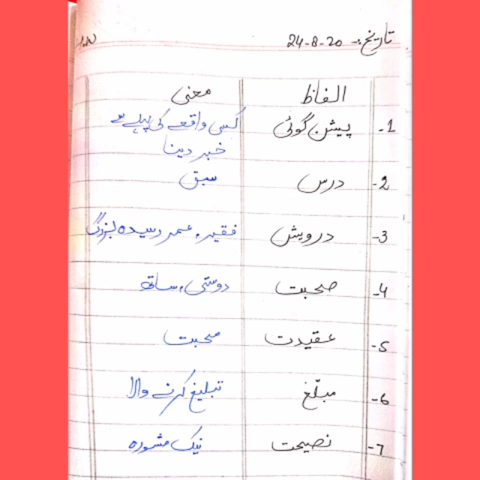 تاریخ:- 24-8-20
الفاظ معنی
1- پیشن گوئی کسی واقعے کی پہلے سے
خبر دینا
2- درس سبق
3- درویش فقیر، عمر رسیدہ بزرگ
4- صحبت دوستی، ساتھ
5- عقیدت محبت
6- مبلّغ تبلیغ کرنے والا
7- نصیحت نیک مشورہ